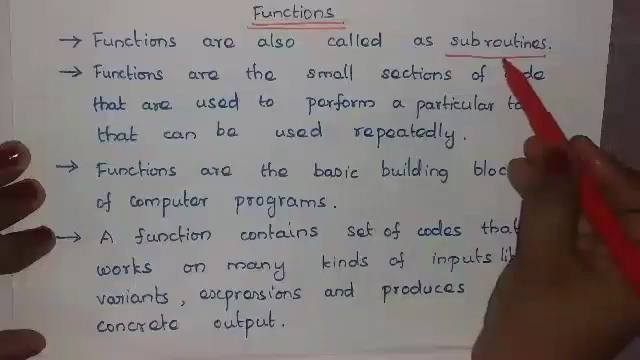 Functions
→ Functions are also called as subroutines.
→ Functions are the small sections of
that are used to perform a particular
that can be used repeatedly.
→ Functions are the basic building
of computer programs.
→ A function contains set of codes that
works on many kinds of inputs
variants, expressions and produces
concrete output.